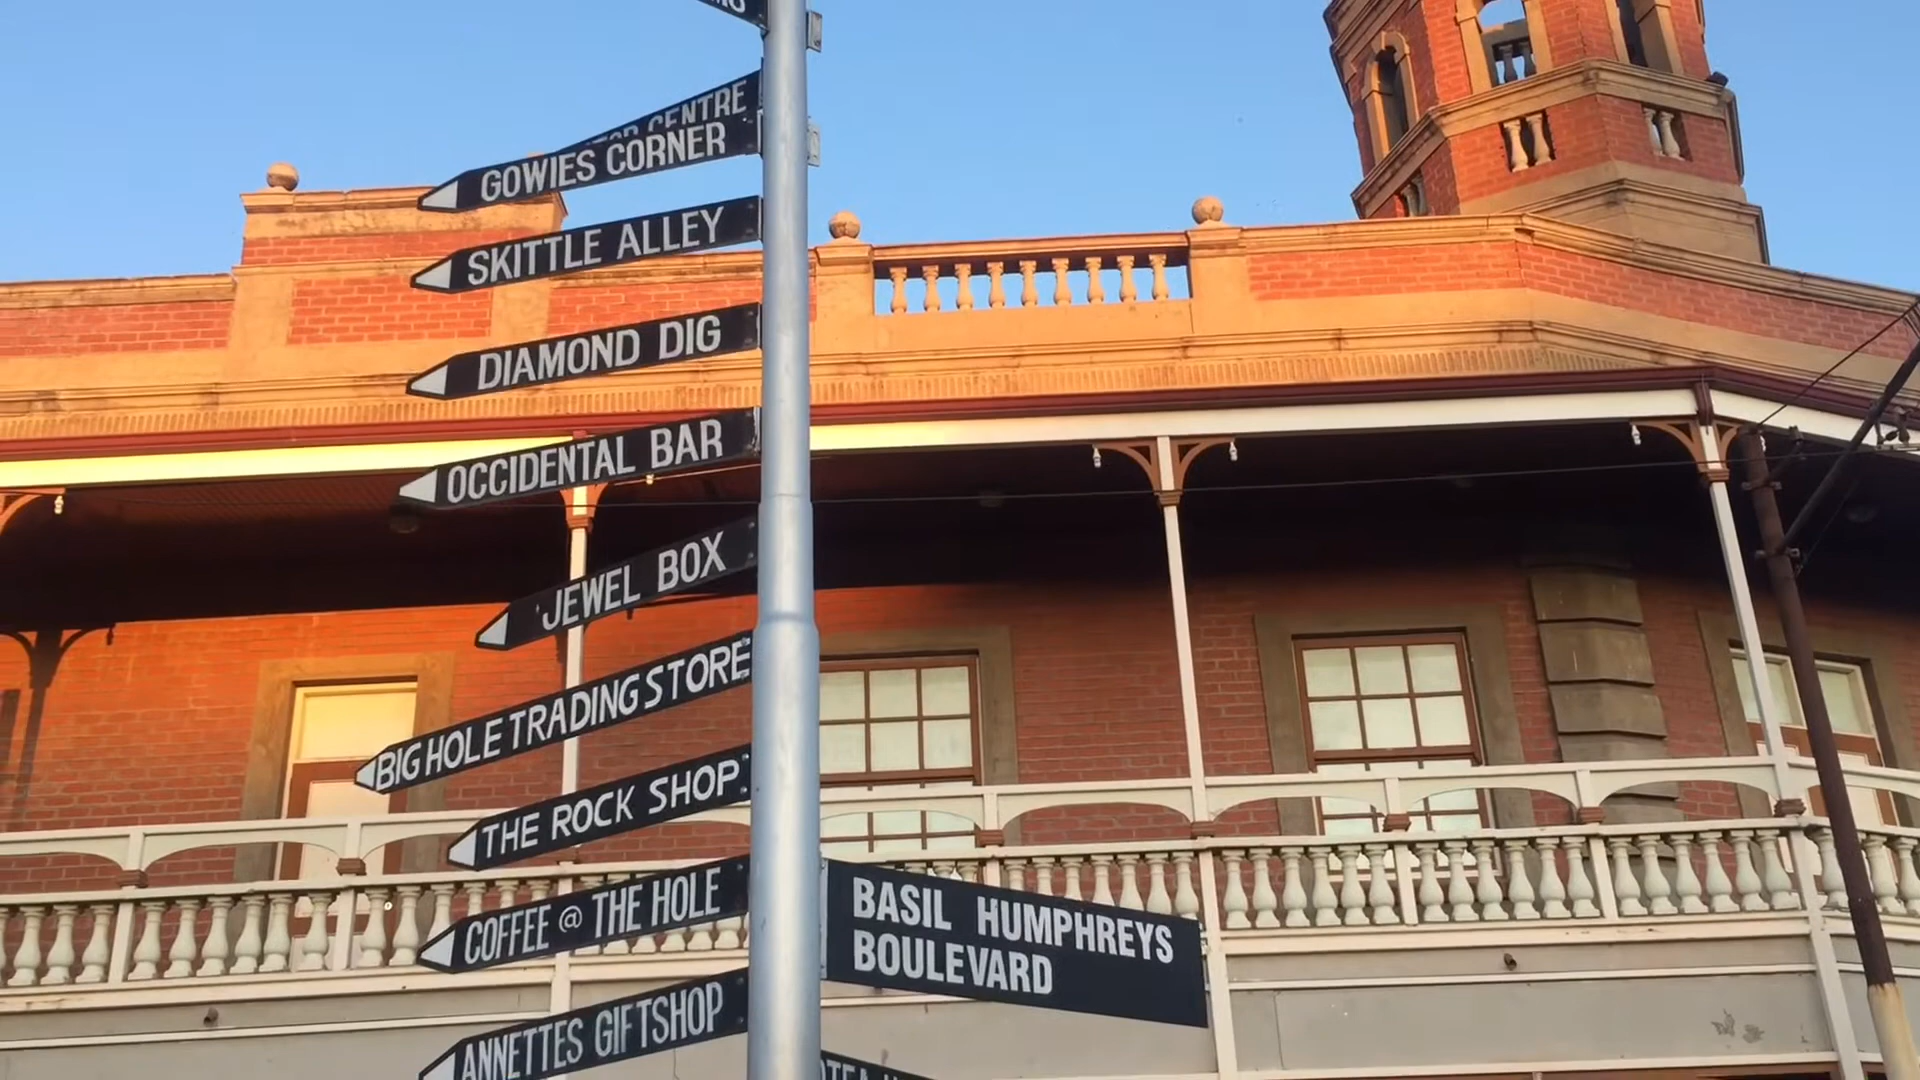 CENTRE
GOWIES CORNER
SKITTLE ALLEY
DIAMOND DIG
OCCIDENTAL BAR
JEWEL BOX
BIG HOLE TRADING STORE
THE ROCK SHOP
COFFEE @ THE HOLE
BASIL HUMPHREYS
BOULEVARD
ANNETTES GIFTSHOP